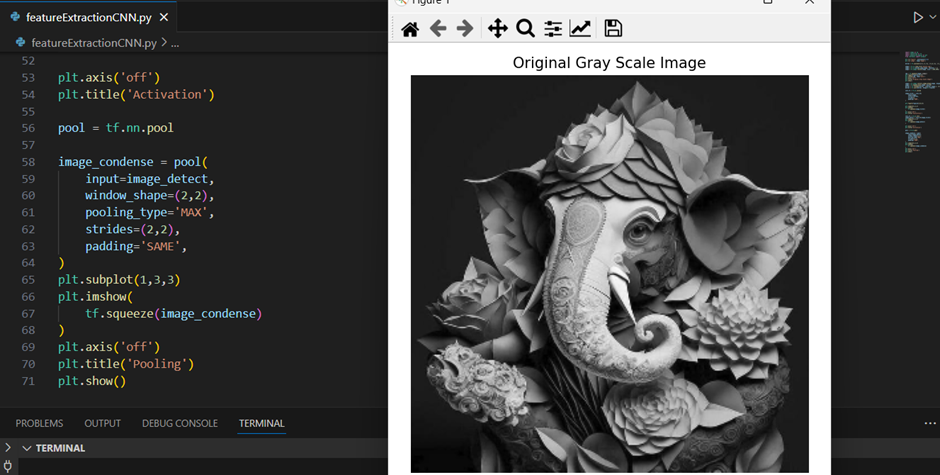 featureExtractionCNN.py
featureExtractionCNN.py > ...
52
53 plt.axis('off')
54 plt.title('Activation')
55
56 pool = tf.nn.pool
57
58 image_condense = pool(
59 input=image_detect,
60 window_shape=(2,2),
61 pooling_type='MAX',
62 strides=(2,2),
63 padding='SAME',
64 )
65 plt.subplot(1,3,3)
66 plt.imshow(
67 tf.squeeze(image_condense)
68 )
69 plt.axis('off')
70 plt.title('Pooling')
71 plt.show()
PROBLEMS OUTPUT DEBUG CONSOLE TERMINAL
TERMINAL
Figure 1
Original Gray Scale Image